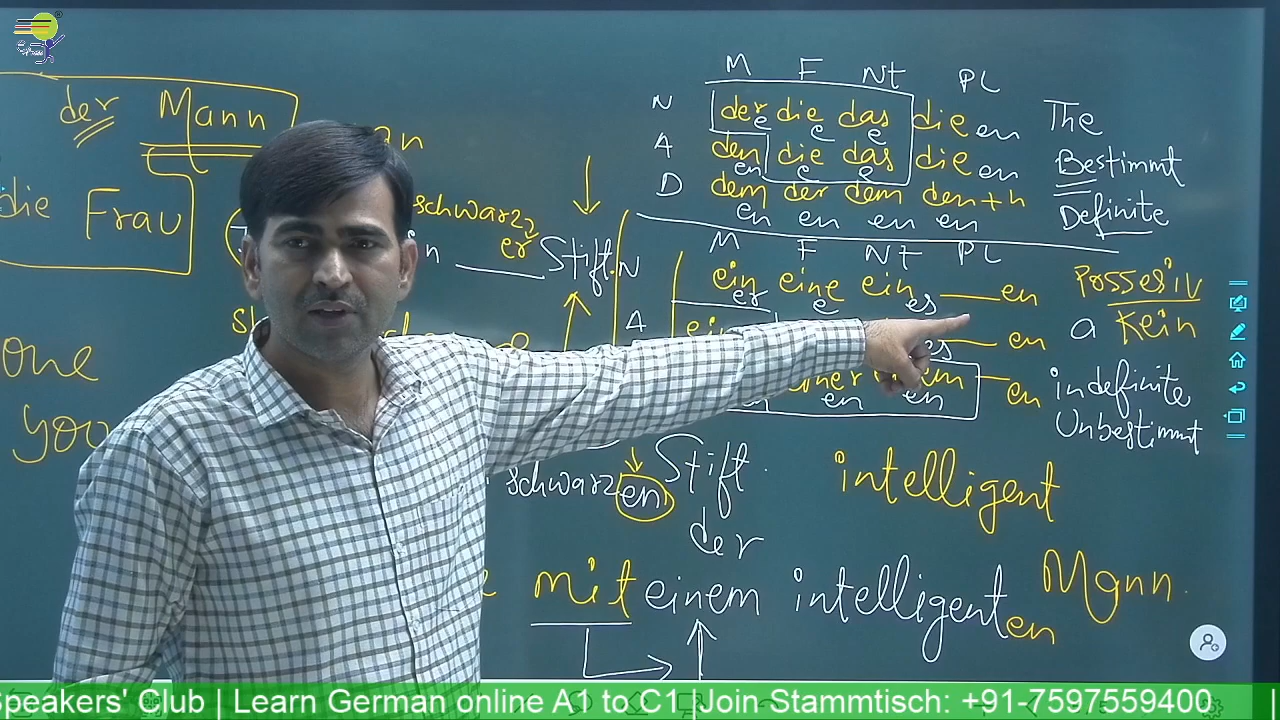 der Mann
die Frau
one
schwarz
er Stift.
M F Nt PL
N der e die e das e die en
A den en die e das e die en
D dem en der en dem en den+n en
The
Bestimmt
Definite
M F Nt PL
N ein er eine e ein es en
A es en
einer en en en
Possesiv
a Kein
indefinite
Unbestimmt
schwarzen Stift
der
intelligent
mit einem intelligenten Mann.
Speakers' Club | Learn German online A1 to C1 | Join-Stammtisch: +91-7597559400 |